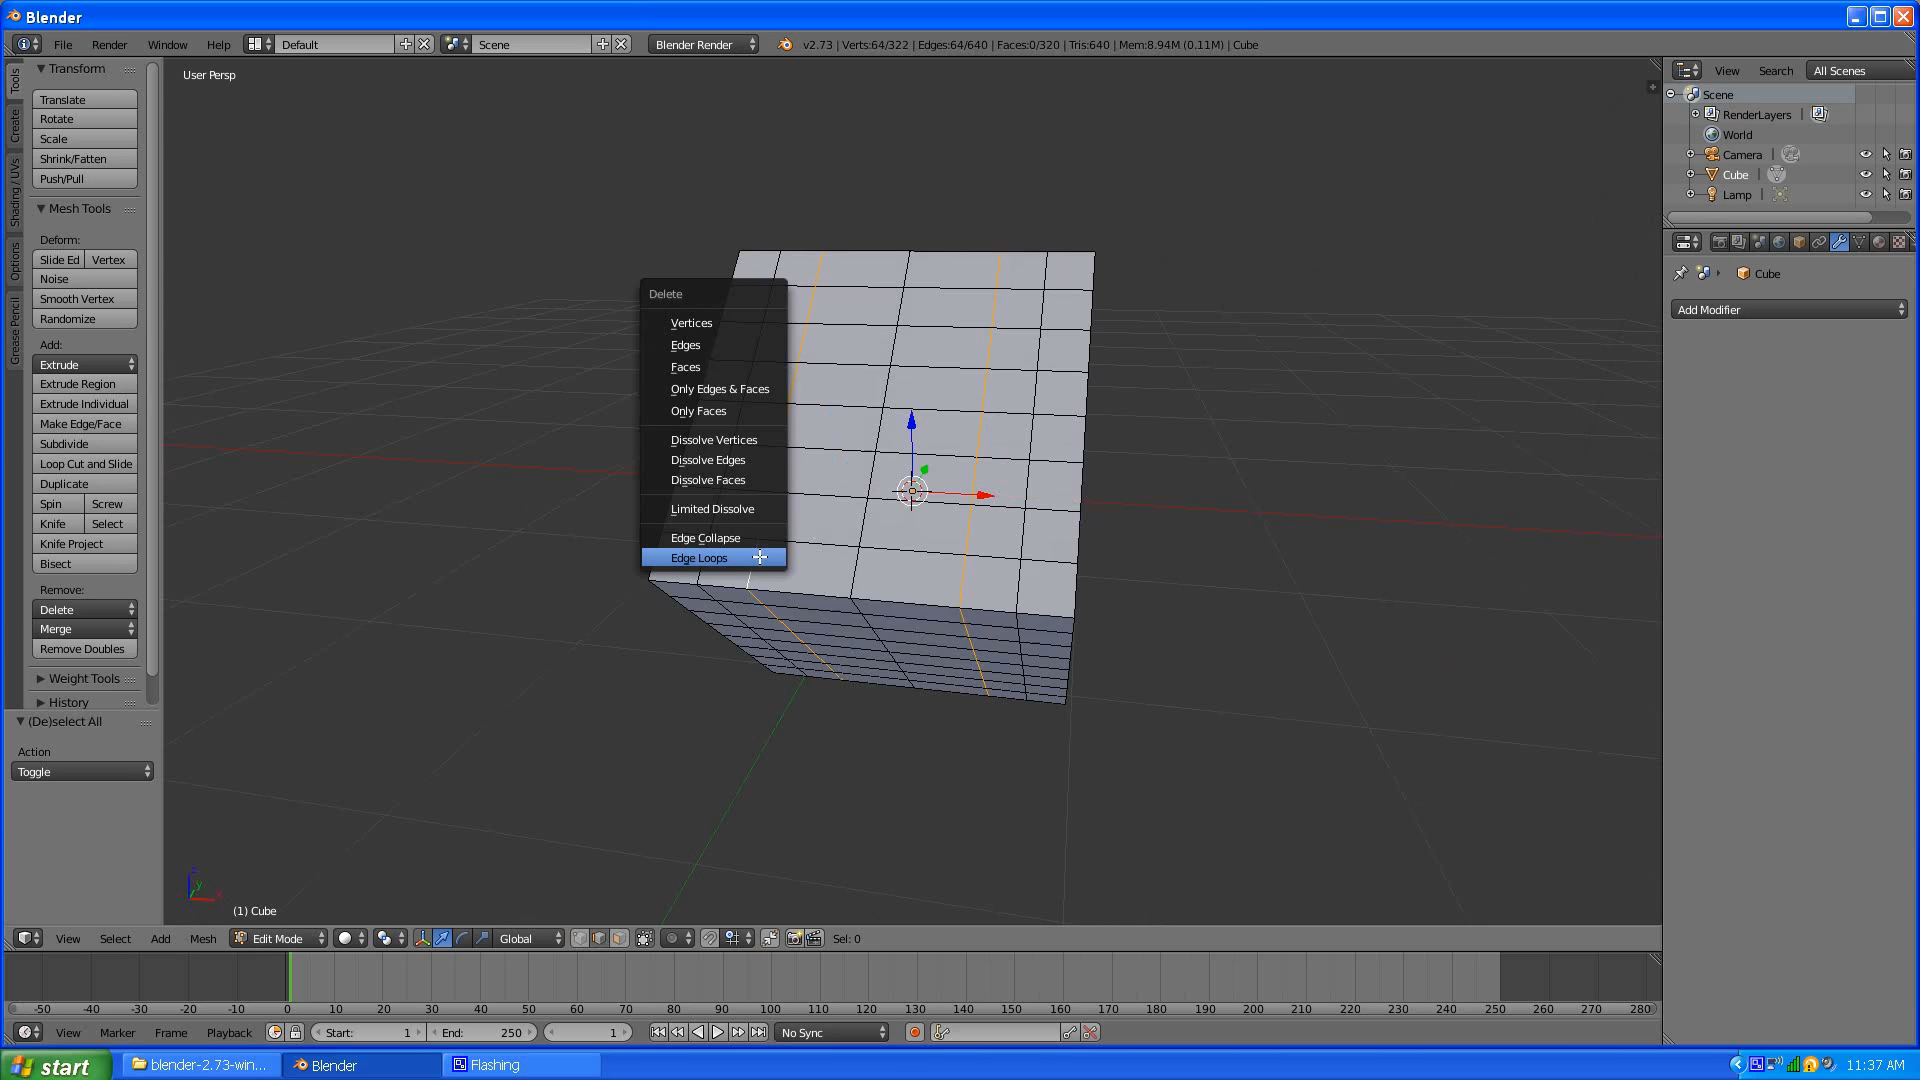 Blender
File Render Window Help Default Scene Blender Render v2.73 | Verts:64/322 | Edges:64/640 | Faces:0/320 | Tris:640 | Mem:8.94M (0.11M) | Cube
Tools
Create
Shading / UVs
Options
Grease Pencil
Transform
Translate
Rotate
Scale
Shrink/Fatten
Push/Pull
Mesh Tools
Deform:
Slide Ed Vertex
Noise
Smooth Vertex
Randomize
Add:
Extrude
Extrude Region
Extrude Individual
Make Edge/Face
Subdivide
Loop Cut and Slide
Duplicate
Spin Screw
Knife Select
Knife Project
Bisect
Remove:
Delete
Merge
Remove Doubles
Weight Tools
History
(De)select All
Action
Toggle
User Persp
Delete
Vertices
Edges
Faces
Only Edges & Faces
Only Faces
Dissolve Vertices
Dissolve Edges
Dissolve Faces
Limited Dissolve
Edge Collapse
Edge Loops
z
y
x
(1) Cube
View Search All Scenes
Scene
RenderLayers |
World
Camera |
Cube |
Lamp |
Cube
Add Modifier
View Select Add Mesh Edit Mode Global Sel: 0
-50 -40 -30 -20 -10 0 10 20 30 40 50 60 70 80 90 100 110 120 130 140 150 160 170 180 190 200 210 220 230 240 250 260 270 280
View Marker Frame Playback Start: 1 End: 250 1 No Sync
start blender-2.73-win... Blender Flashing 11:37 AM